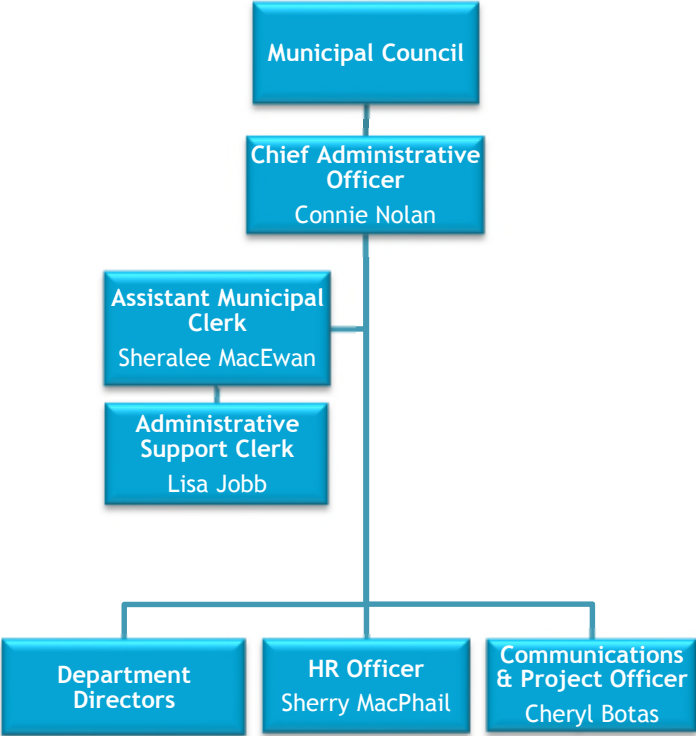 Municipal Council
Chief Administrative
Officer
Connie Nolan
Assistant Municipal
Clerk
Sheralee MacEwan
Administrative
Support Clerk
Lisa Jobb
Department
Directors
HR Officer
Sherry MacPhail
Communications
& Project Officer
Cheryl Botas